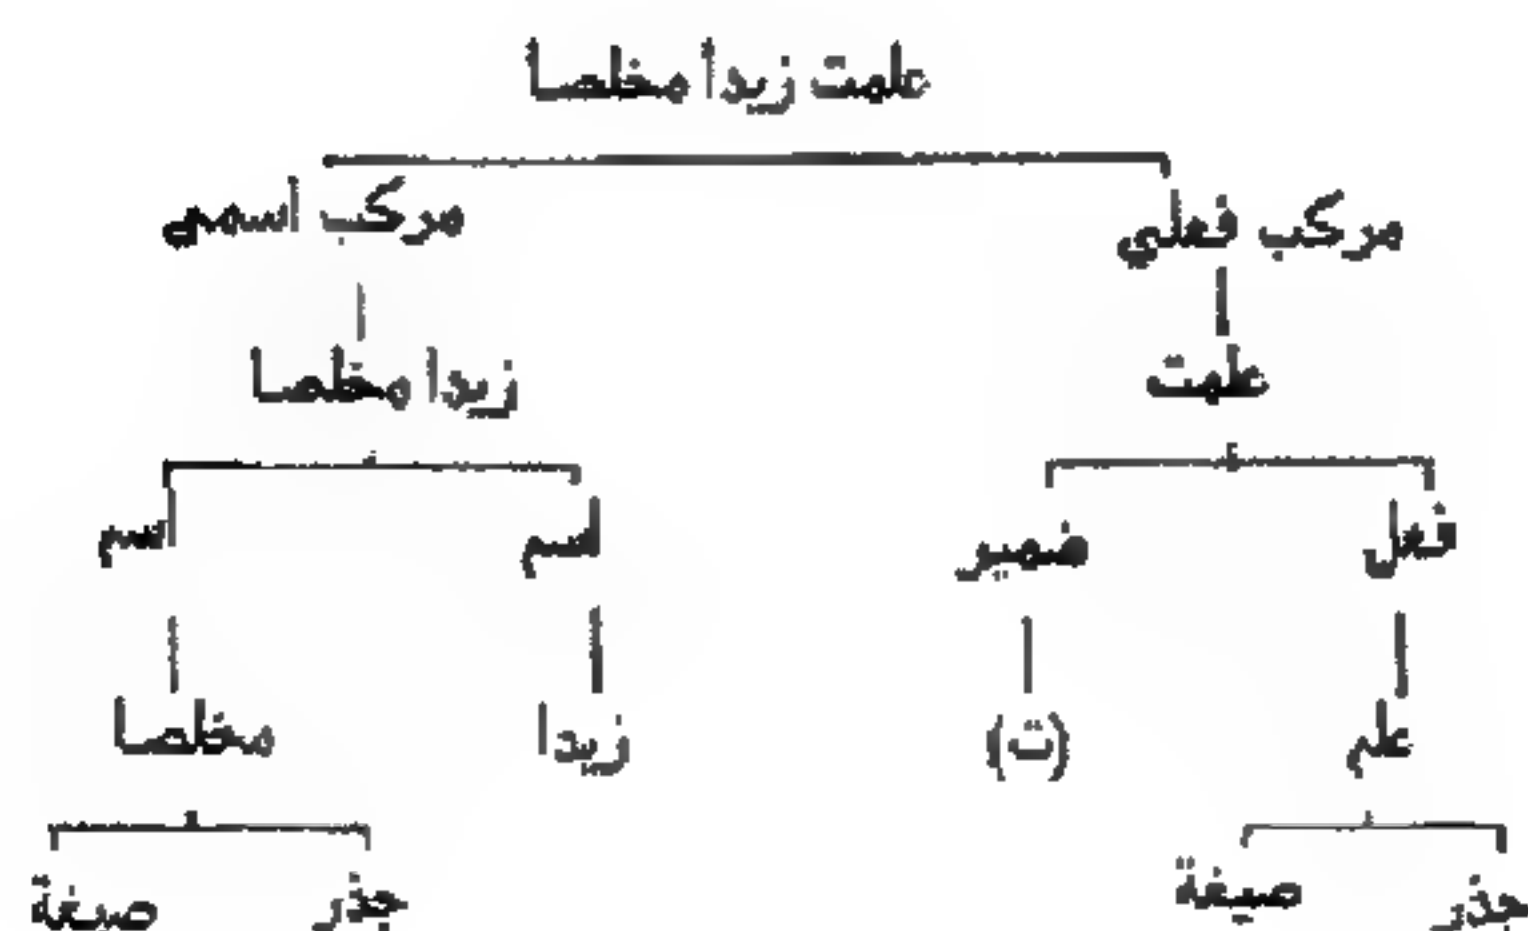 علمت زيدا مخلصا
مركب فعلي مركب اسمي
علمت زيدا مخلصا
فعل ضمير اسم اسم
علم (ت) زيدا مخلصا
جذر صيغة جذر صيغة